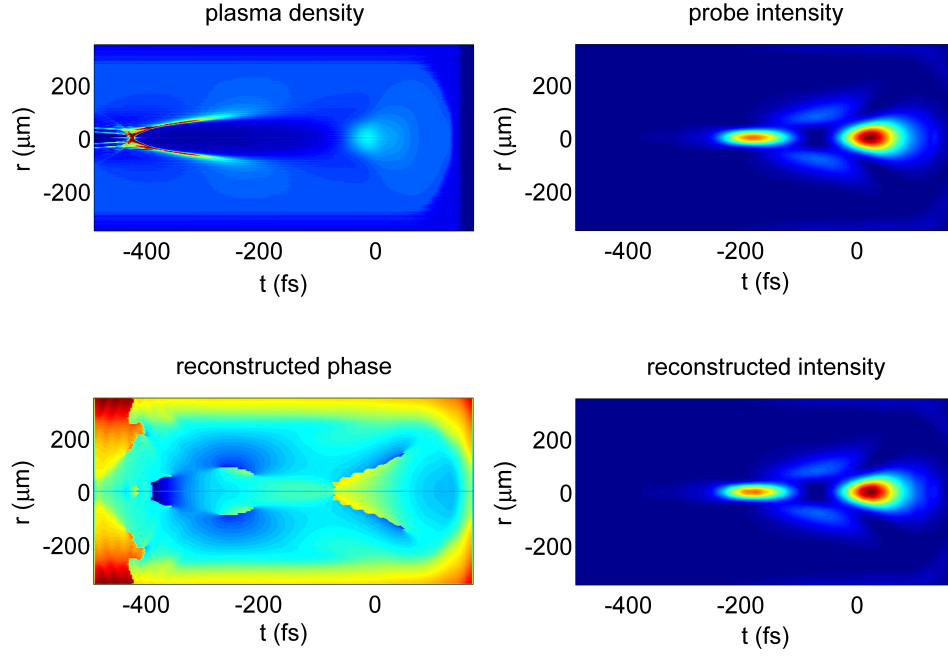 plasma density
probe intensity
r (μm)
200
0
-200
-400
-200
0
t (fs)
r (μm)
200
0
-200
-400
-200
0
t (fs)
reconstructed phase
reconstructed intensity
r (μm)
200
0
-200
-400
-200
0
t (fs)
r (μm)
200
0
-200
-400
-200
0
t (fs)